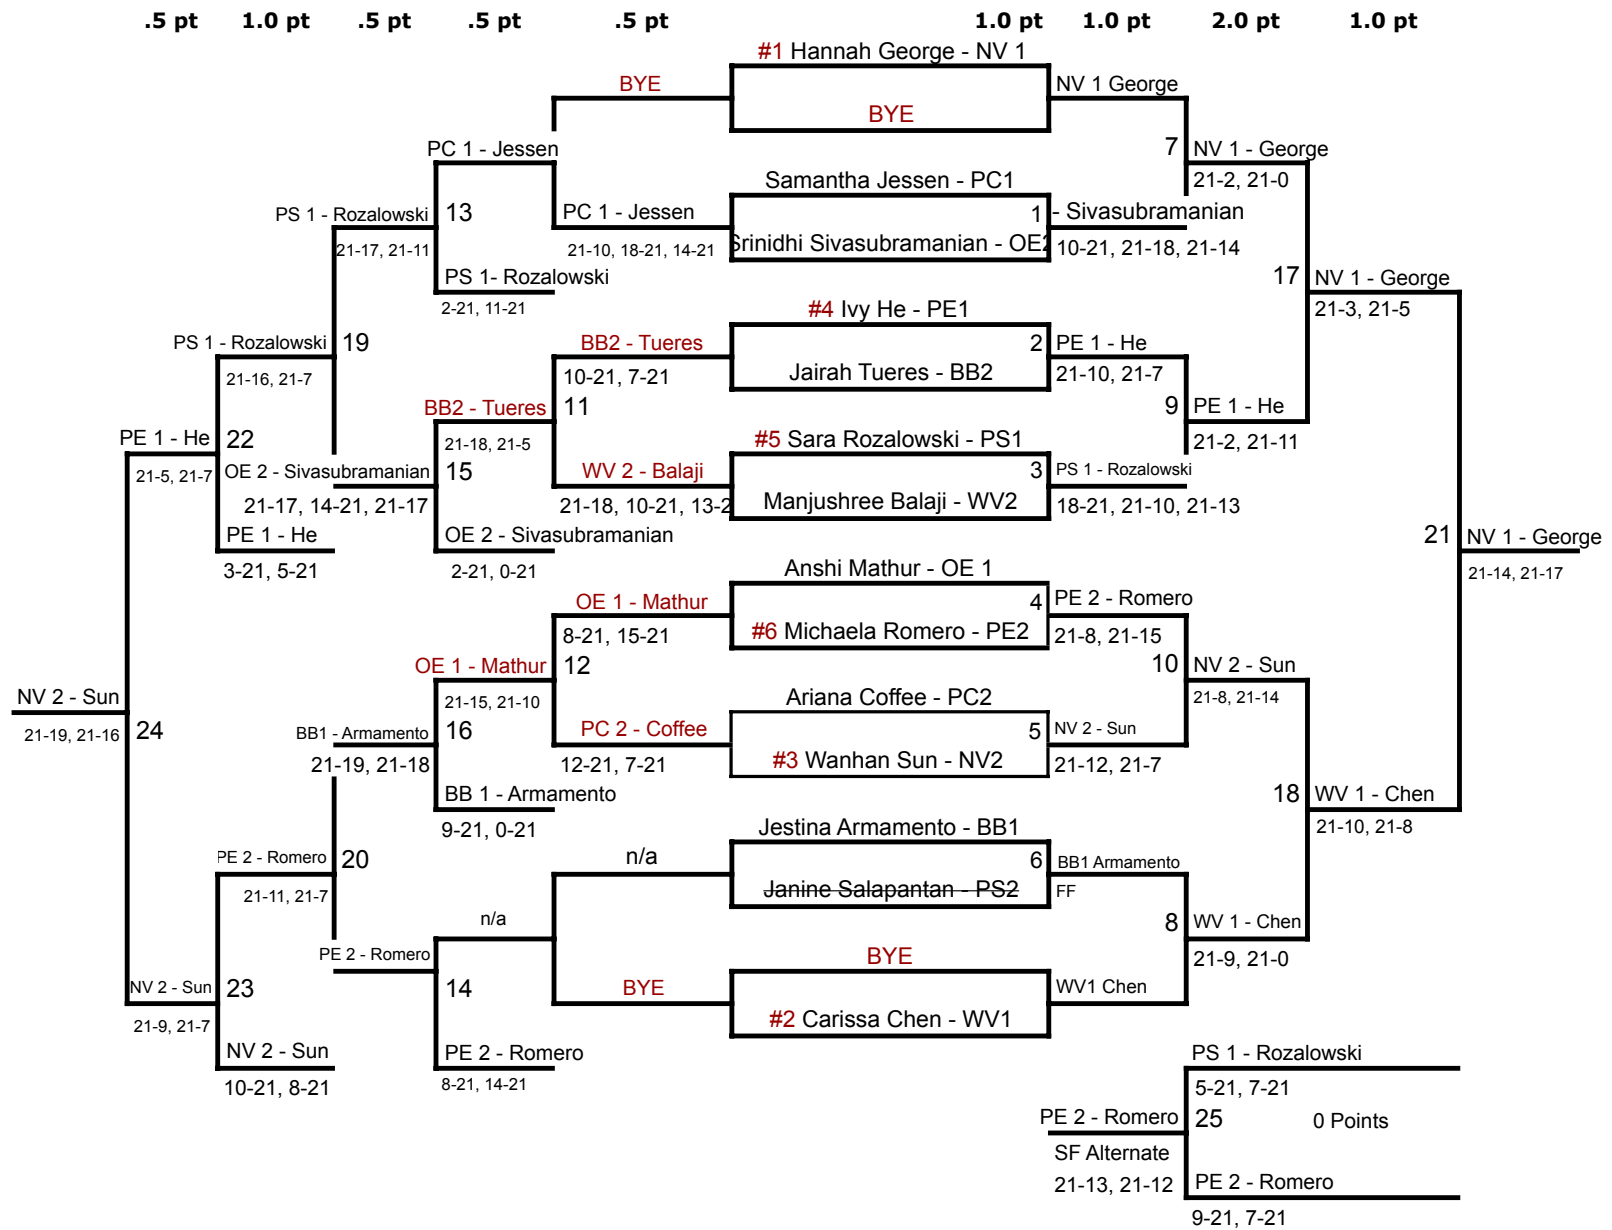 .5 pt 1.0 pt .5 pt .5 pt .5 pt 1.0 pt 1.0 pt 2.0 pt 1.0 pt
#1 Hannah George - NV 1
BYE NV 1 George
BYE
PC 1 - Jessen 7 NV 1 - George
Samantha Jessen - PC1 21-2, 21-0
PS 1 - Rozalowski 13 PC 1 - Jessen 1 - Sivasubramanian
21-17, 21-11 21-10, 18-21, 14-21 Srinidhi Sivasubramanian - OE2 10-21, 21-18, 21-14
PS 1- Rozalowski 17 NV 1 - George
2-21, 11-21 #4 Ivy He - PE1 21-3, 21-5
PS 1 - Rozalowski 19 BB2 - Tueres 2 PE 1 - He
21-16, 21-7 10-21, 7-21 Jairah Tueres - BB2 21-10, 21-7
BB2 - Tueres 11 9 PE 1 - He
PE 1 - He 22 21-18, 21-5 #5 Sara Rozalowski - PS1 21-2, 21-11
21-5, 21-7 OE 2 - Sivasubramanian 15 WV 2 - Balaji 3 PS 1 - Rozalowski
21-17, 14-21, 21-17 21-18, 10-21, 13-2 Manjushree Balaji - WV2 18-21, 21-10, 21-13
PE 1 - He OE 2 - Sivasubramanian 21 NV 1 - George
3-21, 5-21 2-21, 0-21 Anshi Mathur - OE 1 21-14, 21-17
OE 1 - Mathur 4 PE 2 - Romero
8-21, 15-21 #6 Michaela Romero - PE2 21-8, 21-15
OE 1 - Mathur 12 10 NV 2 - Sun
NV 2 - Sun 21-15, 21-10 Ariana Coffee - PC2 21-8, 21-14
21-19, 21-16 24 BB1 - Armamento 16 PC 2 - Coffee 5 NV 2 - Sun
21-19, 21-18 12-21, 7-21 #3 Wanhan Sun - NV2 21-12, 21-7
BB 1 - Armamento 18 WV 1 - Chen
9-21, 0-21 Jestina Armamento - BB1 21-10, 21-8
PE 2 - Romero 20 n/a 6 BB1 Armamento
21-11, 21-7 Janine Salapantan - PS2 FF
n/a 8 WV 1 - Chen
PE 2 - Romero BYE 21-9, 21-0
NV 2 - Sun 23 14 BYE WV1 Chen
21-9, 21-7 #2 Carissa Chen - WV1
NV 2 - Sun PE 2 - Romero PS 1 - Rozalowski
10-21, 8-21 8-21, 14-21 5-21, 7-21
PE 2 - Romero 25 0 Points
SF Alternate
21-13, 21-12 PE 2 - Romero
9-21, 7-21